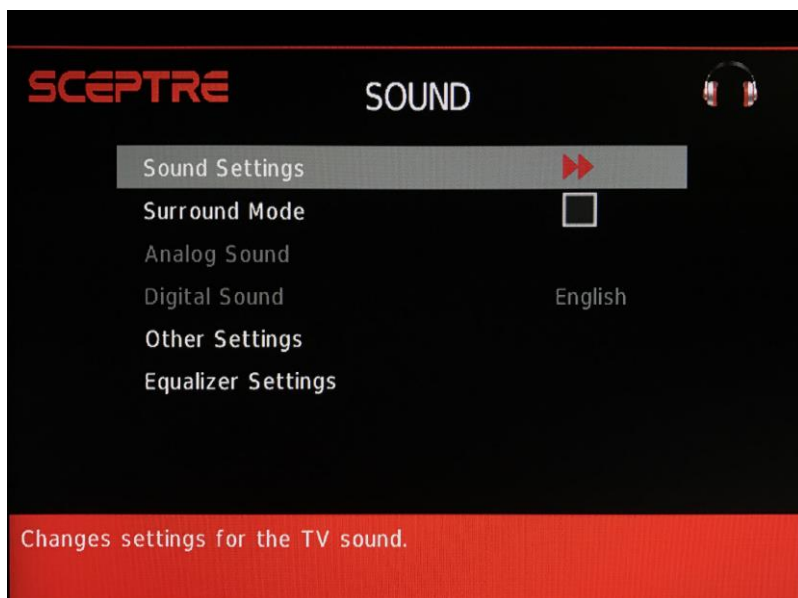 SCEPTRE
SOUND
Sound Settings
Surround Mode
Analog Sound
Digital Sound English
Other Settings
Equalizer Settings
Changes settings for the TV sound.